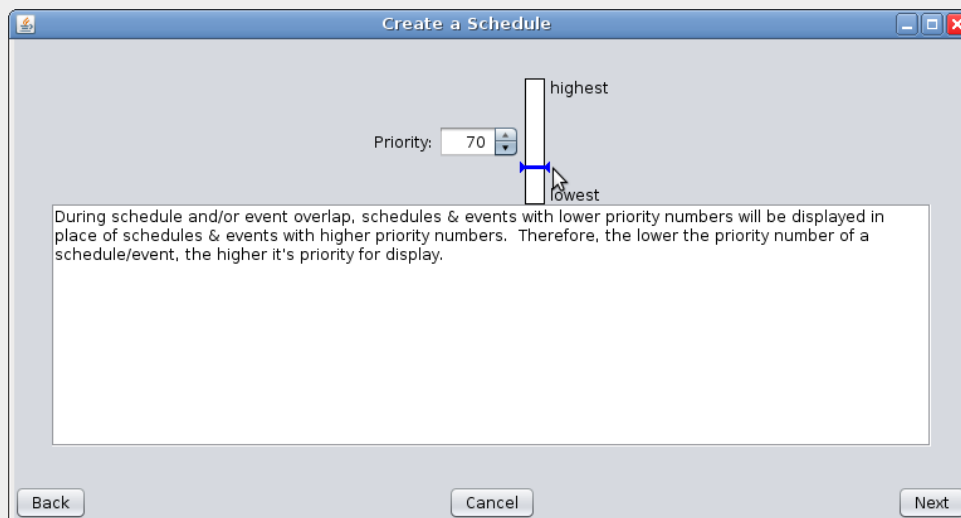 Create a Schedule
highest
Priority: 70
lowest
During schedule and/or event overlap, schedules & events with lower priority numbers will be displayed in
place of schedules & events with higher priority numbers.  Therefore, the lower the priority number of a
schedule/event, the higher it's priority for display.
Back Cancel Next